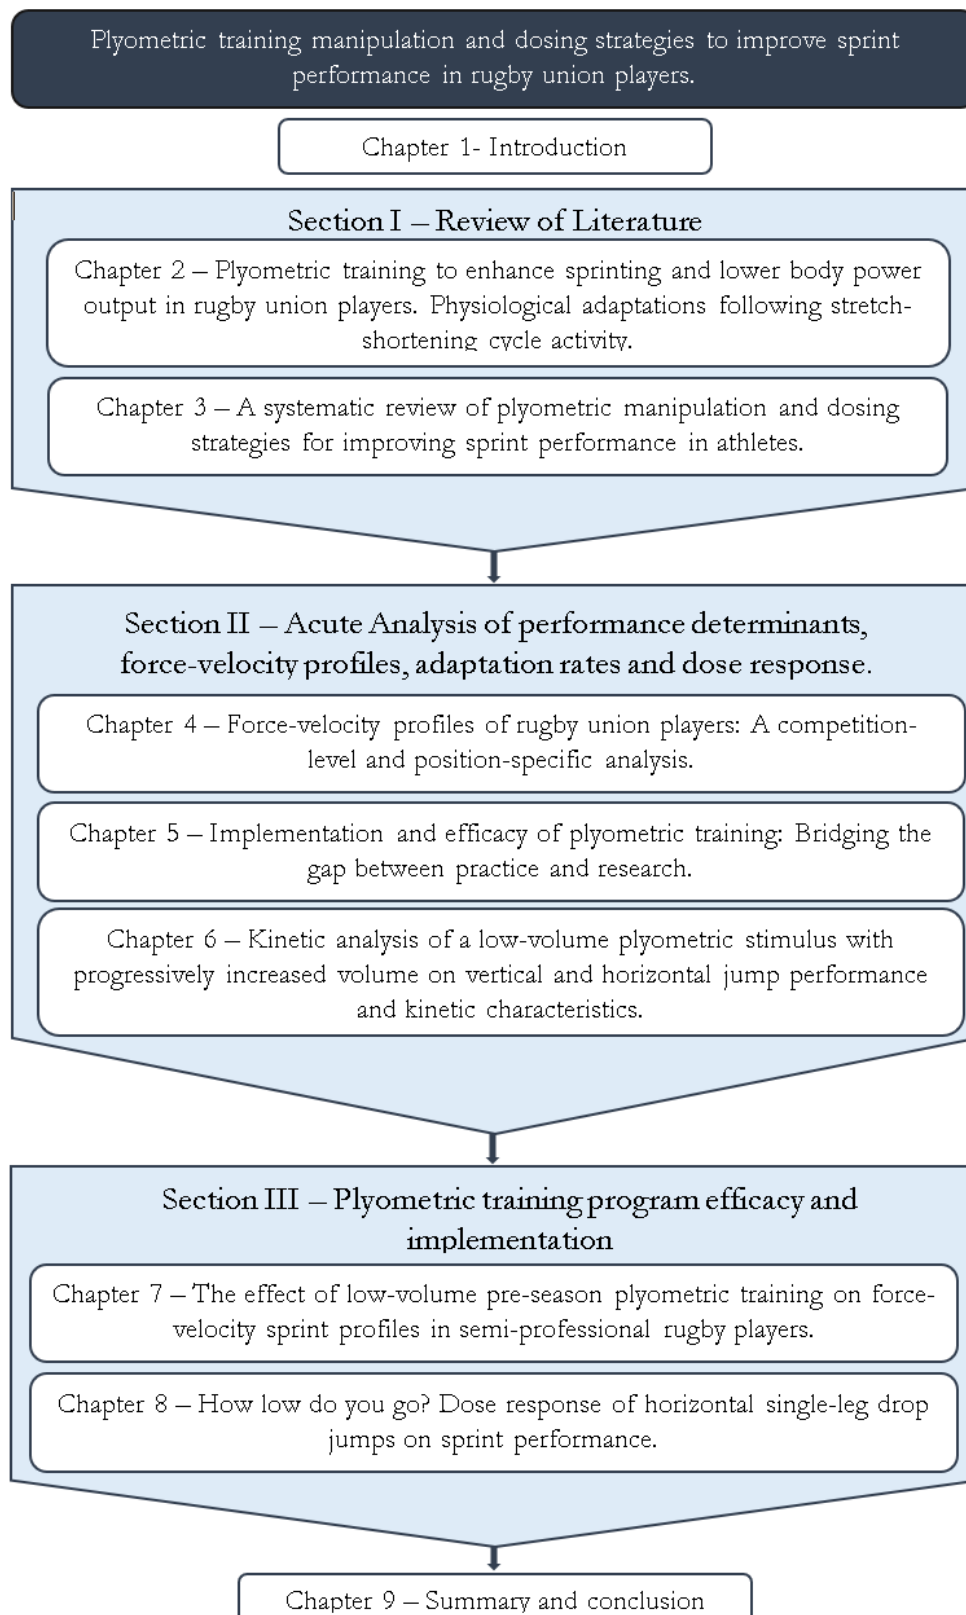 Plyometric training manipulation and dosing strategies to improve sprint
performance in rugby union players.
Chapter 1- Introduction
Section I – Review of Literature
Chapter 2 – Plyometric training to enhance sprinting and lower body power
output in rugby union players. Physiological adaptations following stretch-
shortening cycle activity.
Chapter 3 – A systematic review of plyometric manipulation and dosing
strategies for improving sprint performance in athletes.
Section II – Acute Analysis of performance determinants,
force-velocity profiles, adaptation rates and dose response.
Chapter 4 – Force-velocity profiles of rugby union players: A competition-
level and position-specific analysis.
Chapter 5 – Implementation and efficacy of plyometric training: Bridging the
gap between practice and research.
Chapter 6 – Kinetic analysis of a low-volume plyometric stimulus with
progressively increased volume on vertical and horizontal jump performance
and kinetic characteristics.
Section III – Plyometric training program efficacy and
implementation
Chapter 7 – The effect of low-volume pre-season plyometric training on force-
velocity sprint profiles in semi-professional rugby players.
Chapter 8 – How low do you go? Dose response of horizontal single-leg drop
jumps on sprint performance.
Chapter 9 – Summary and conclusion